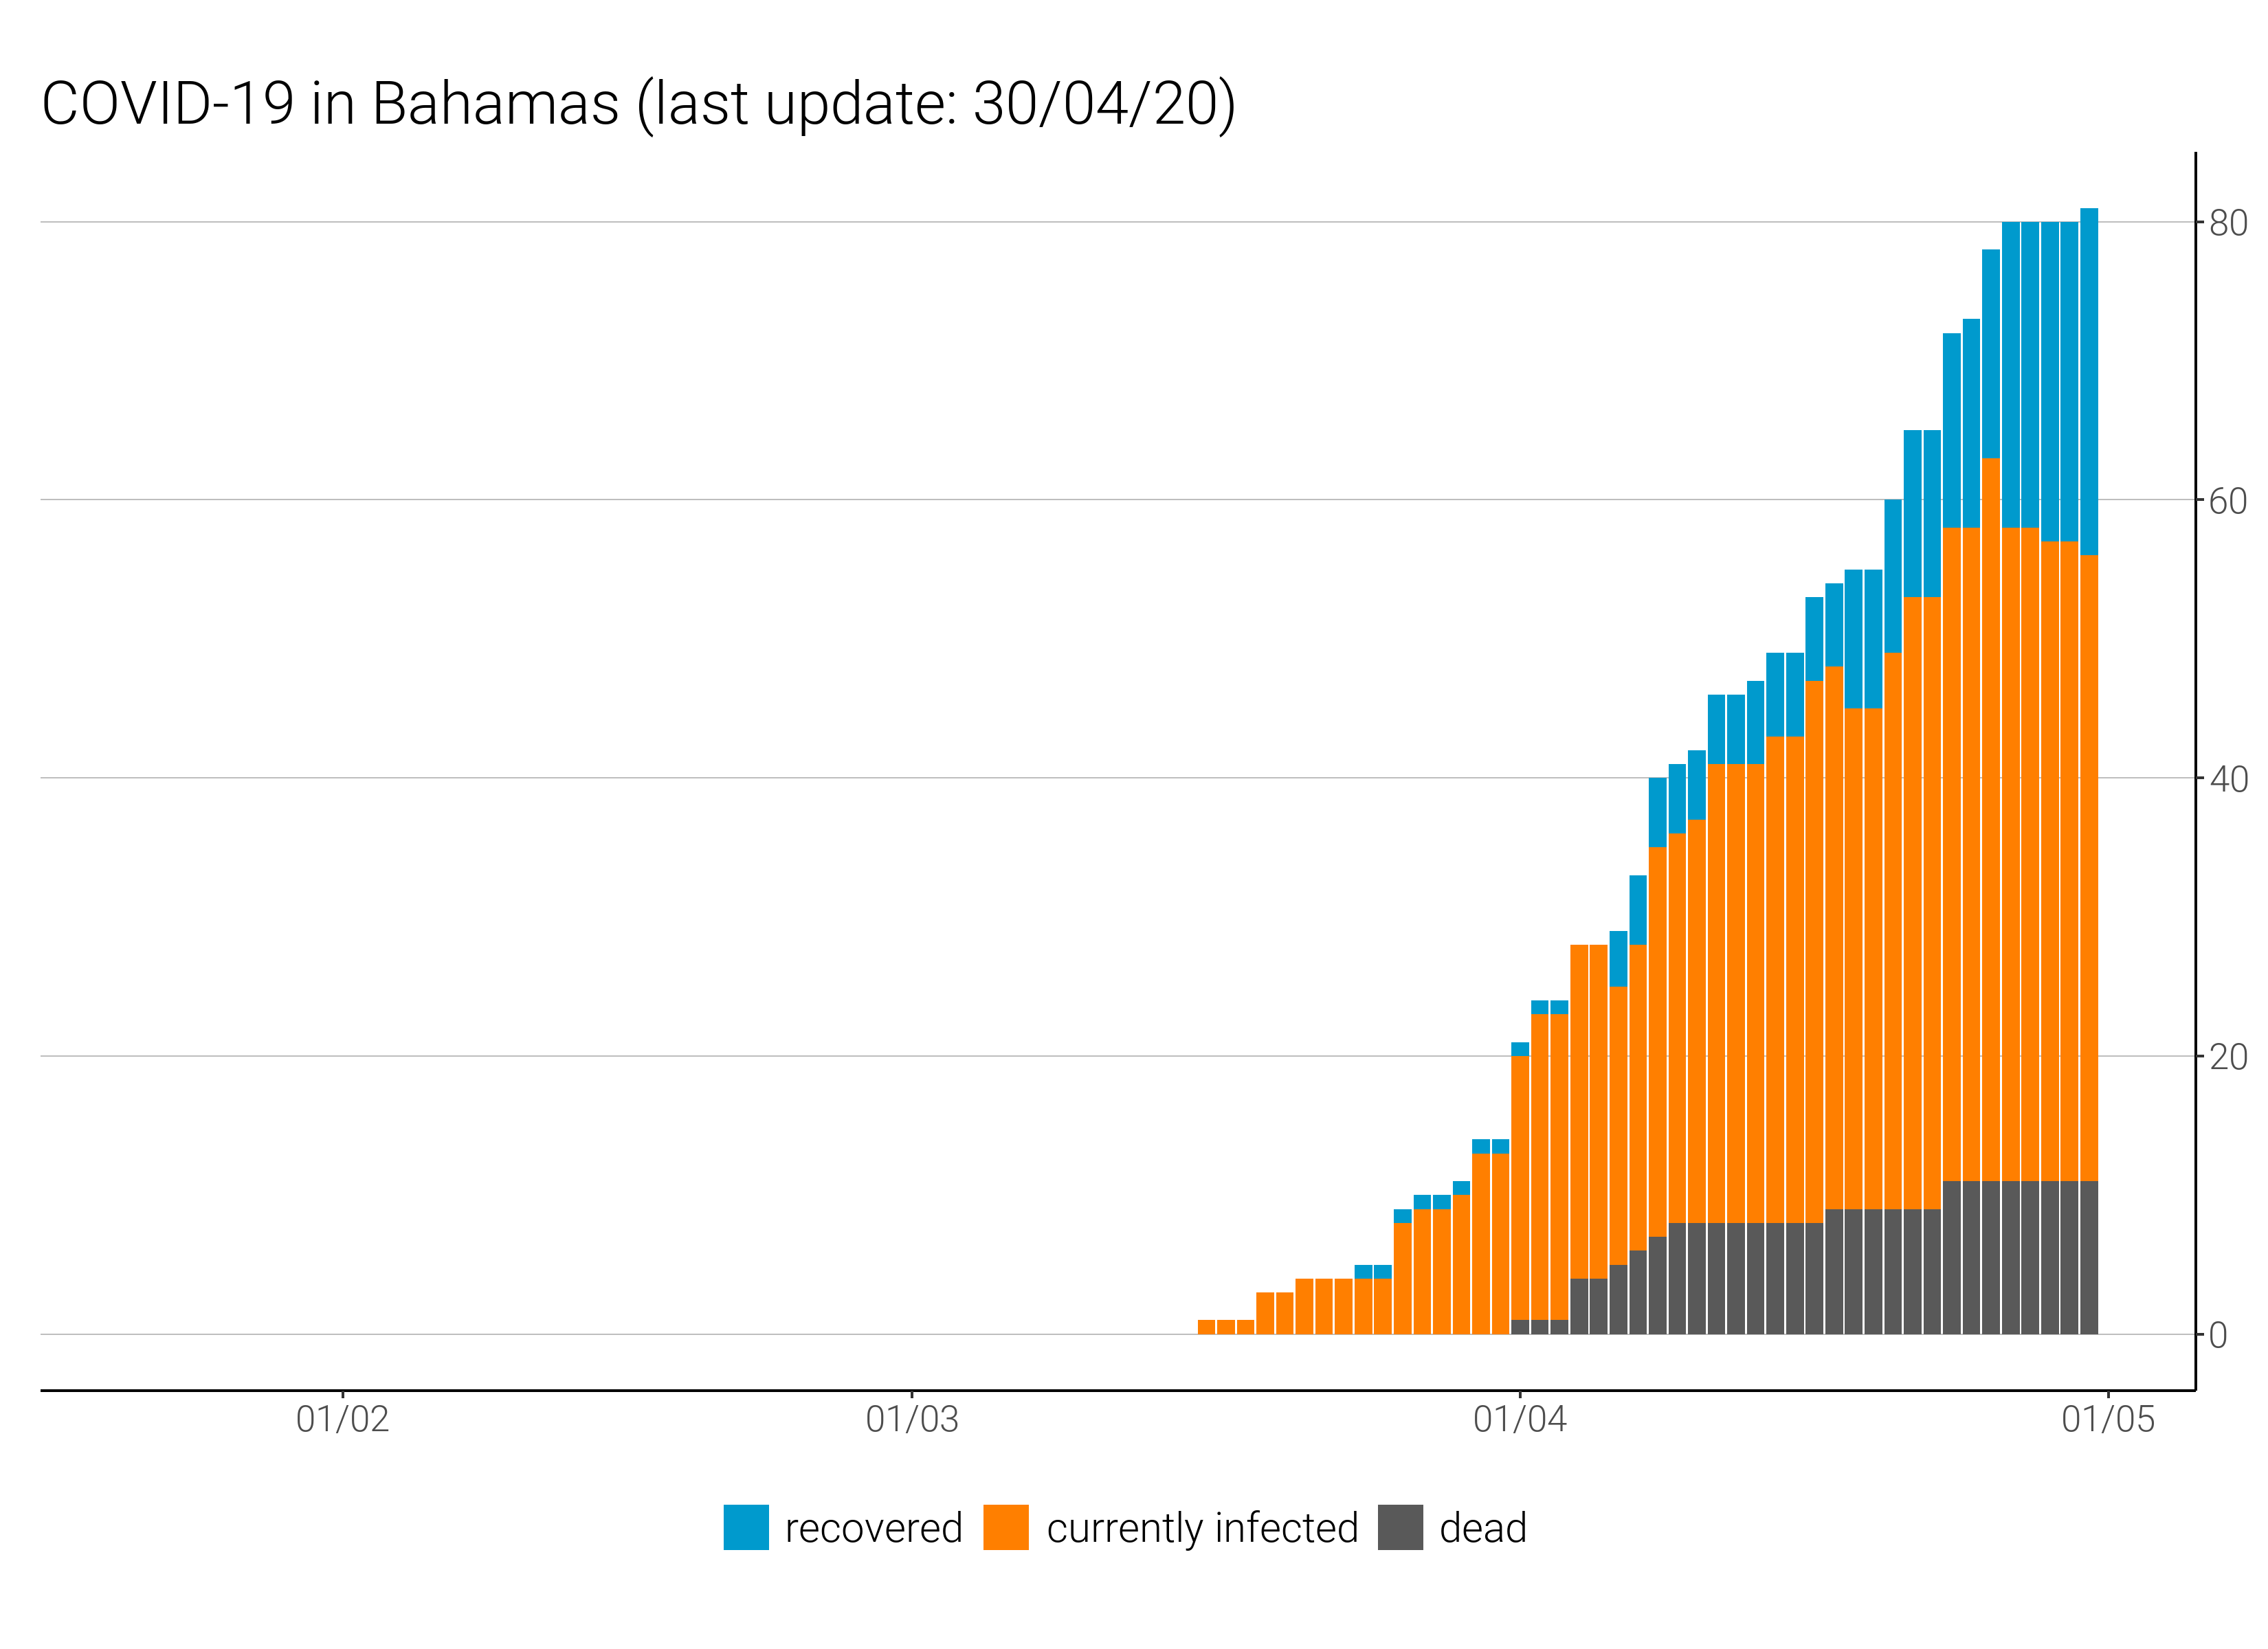 COVID-19 in Bahamas (last update: 30/04/20)
80
60
40
20
0
01/02 01/03 01/04 01/05
recovered currently infected dead